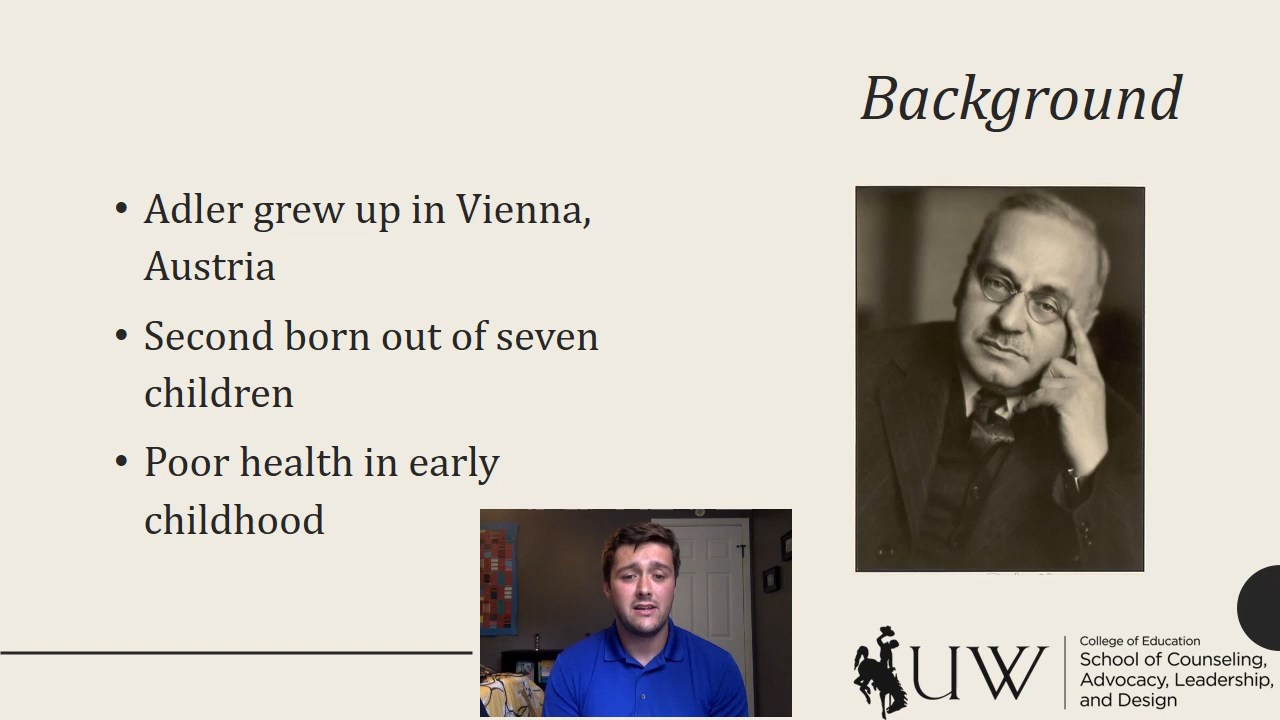 Background
• Adler grew up in Vienna,
Austria
• Second born out of seven
children
• Poor health in early
childhood
UW
College of Education
School of Counseling,
Advocacy, Leadership,
and Design